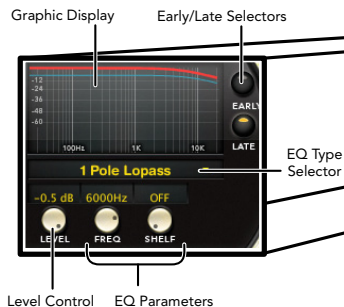 Graphic Display
Early/Late Selectors
-12
-24
-36
-48
-60
EARLY
LATE
100Hz 1K 10K
1 Pole Lopass
EQ Type
Selector
-0.5 dB 6000Hz OFF
LEVEL FREQ SHELF
Level Control EQ Parameters